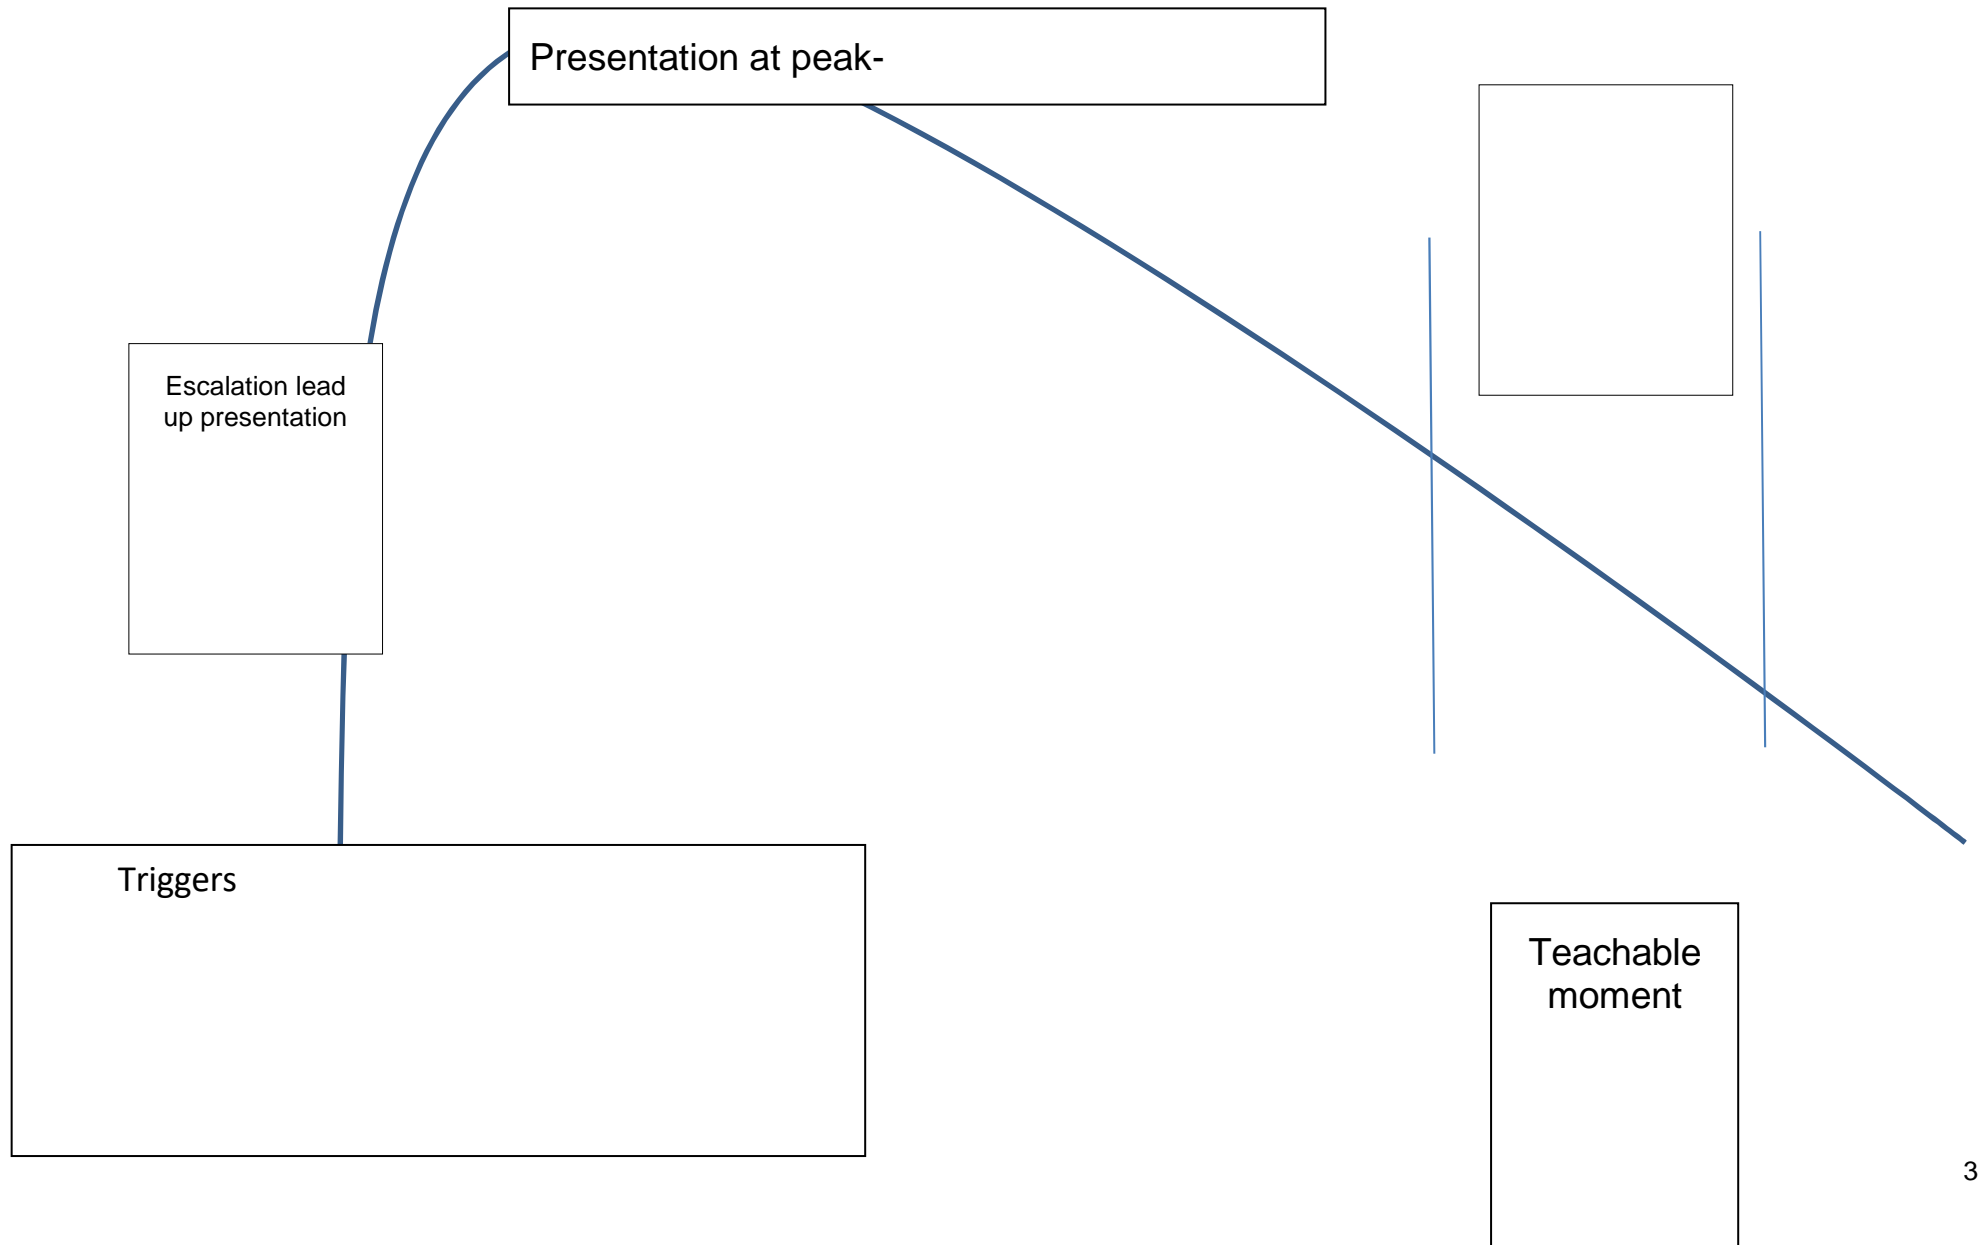 Presentation at peak-
Escalation lead
up presentation
Triggers
Teachable
moment
3